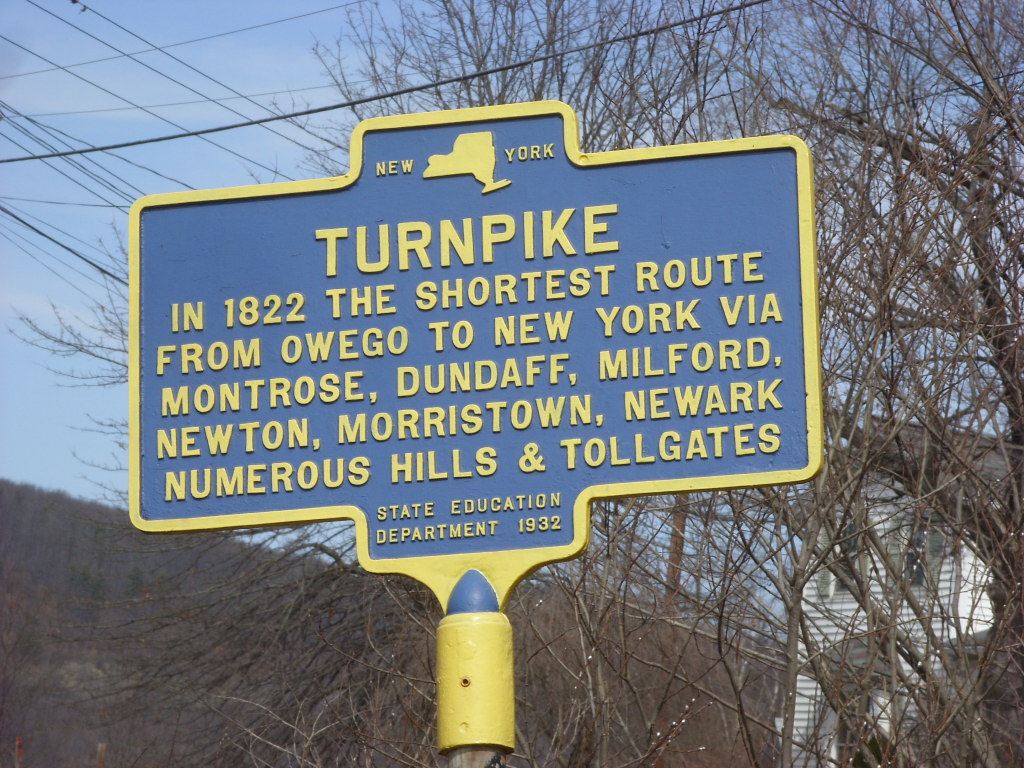 NEW YORK
TURNPIKE
IN 1822 THE SHORTEST ROUTE
FROM OWEGO TO NEW YORK VIA
MONTROSE, DUNDAFF, MILFORD,
NEWTON, MORRISTOWN, NEWARK
NUMEROUS HILLS & TOLLGATES
STATE EDUCATION
DEPARTMENT 1932